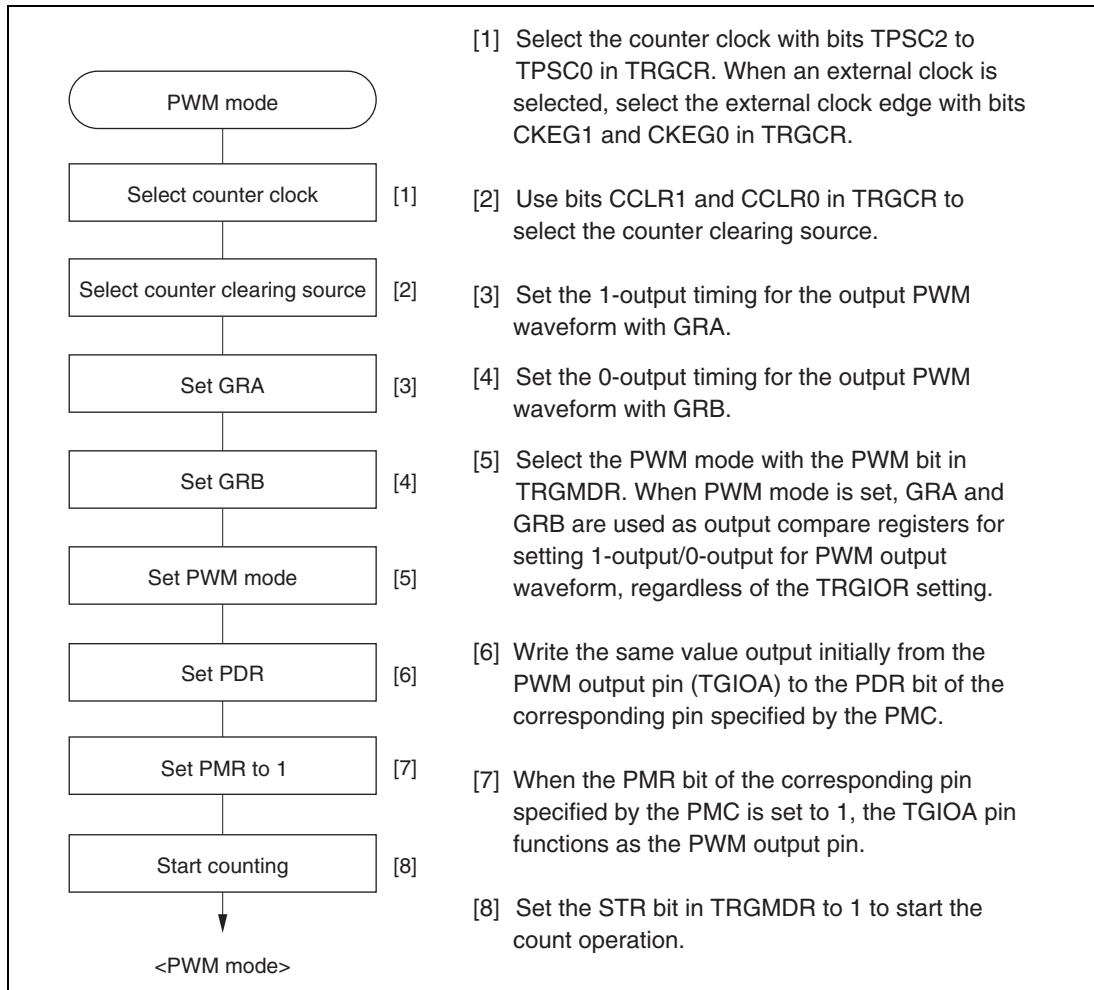 PWM mode
Select counter clock [1]
Select counter clearing source [2]
Set GRA [3]
Set GRB [4]
Set PWM mode [5]
Set PDR [6]
Set PMR to 1 [7]
Start counting [8]
<PWM mode>
[1] Select the counter clock with bits TPSC2 to
TPSC0 in TRGCR. When an external clock is
selected, select the external clock edge with bits
CKEG1 and CKEG0 in TRGCR.
[2] Use bits CCLR1 and CCLR0 in TRGCR to
select the counter clearing source.
[3] Set the 1-output timing for the output PWM
waveform with GRA.
[4] Set the 0-output timing for the output PWM
waveform with GRB.
[5] Select the PWM mode with the PWM bit in
TRGMDR. When PWM mode is set, GRA and
GRB are used as output compare registers for
setting 1-output/0-output for PWM output
waveform, regardless of the TRGIOR setting.
[6] Write the same value output initially from the
PWM output pin (TGIOA) to the PDR bit of the
corresponding pin specified by the PMC.
[7] When the PMR bit of the corresponding pin
specified by the PMC is set to 1, the TGIOA pin
functions as the PWM output pin.
[8] Set the STR bit in TRGMDR to 1 to start the
count operation.